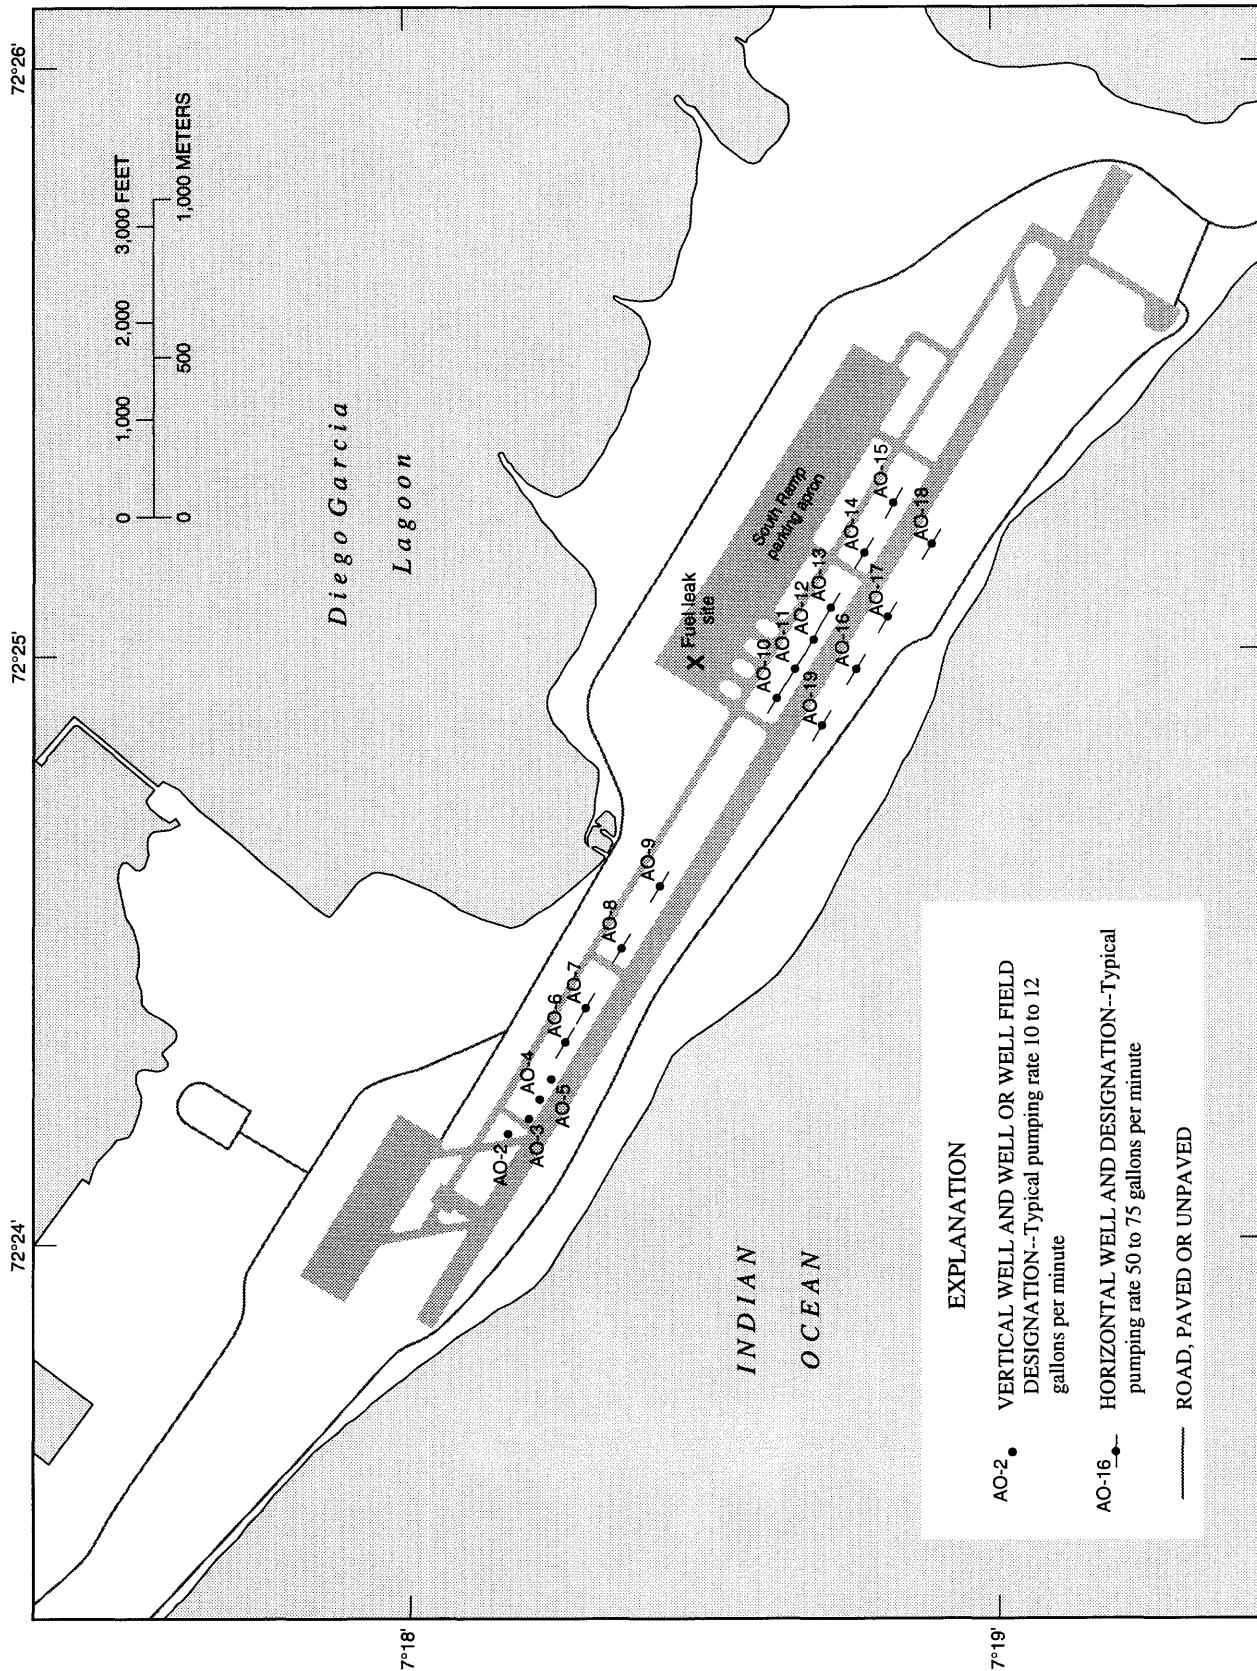 72°24'
72°25'
72°26'
7°18'
7°19'
0 1,000 2,000 3,000 FEET
0 500 1,000 METERS
Diego Garcia
Lagoon
South Ramp
parking apron
Fuel leak
site
X
AO-2
AO-3
AO-4
AO-5
AO-6
AO-7
AO-8
AO-9
AO-10
AO-11
AO-12
AO-13
AO-14
AO-15
AO-19
AO-16
AO-17
AO-18
INDIAN
OCEAN
EXPLANATION
AO-2 VERTICAL WELL AND WELL OR WELL FIELD
DESIGNATION--Typical pumping rate 10 to 12
gallons per minute
AO-16 HORIZONTAL WELL AND DESIGNATION--Typical
pumping rate 50 to 75 gallons per minute
ROAD, PAVED OR UNPAVED